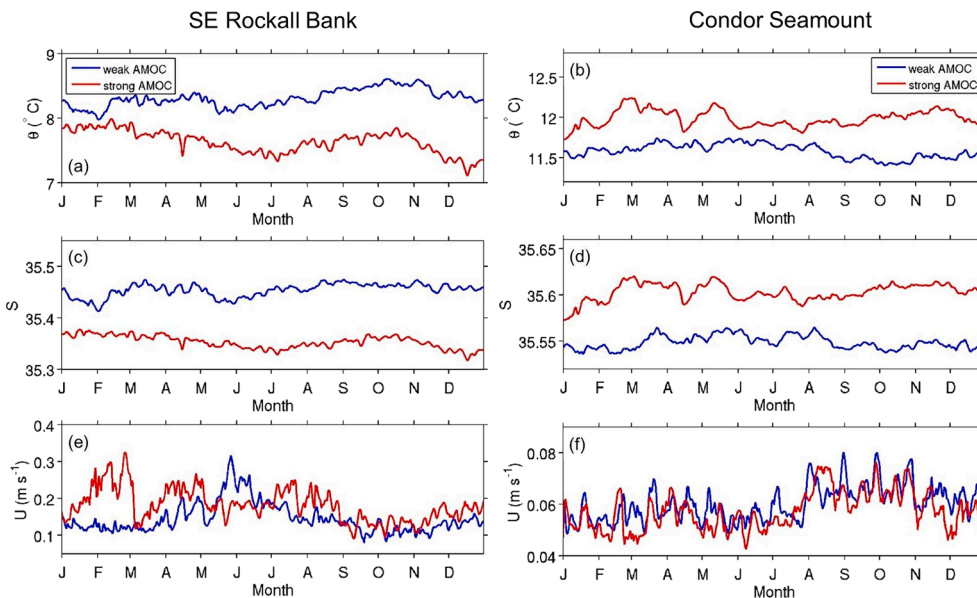 SE Rockall Bank
Condor Seamount
9
8
7
θ (° C)
weak AMOC
strong AMOC
(a)
J F M A M J J A S O N D
Month
12.5
12
11.5
θ (° C)
(b)
weak AMOC
strong AMOC
J F M A M J J A S O N D
Month
35.5
35.4
35.3
S
(c)
J F M A M J J A S O N D
Month
35.65
35.6
35.55
S
(d)
J F M A M J J A S O N D
Month
0.4
0.3
0.2
0.1
U (m s⁻¹)
(e)
J F M A M J J A S O N D
Month
0.08
0.06
0.04
U (m s⁻¹)
(f)
J F M A M J J A S O N D
Month